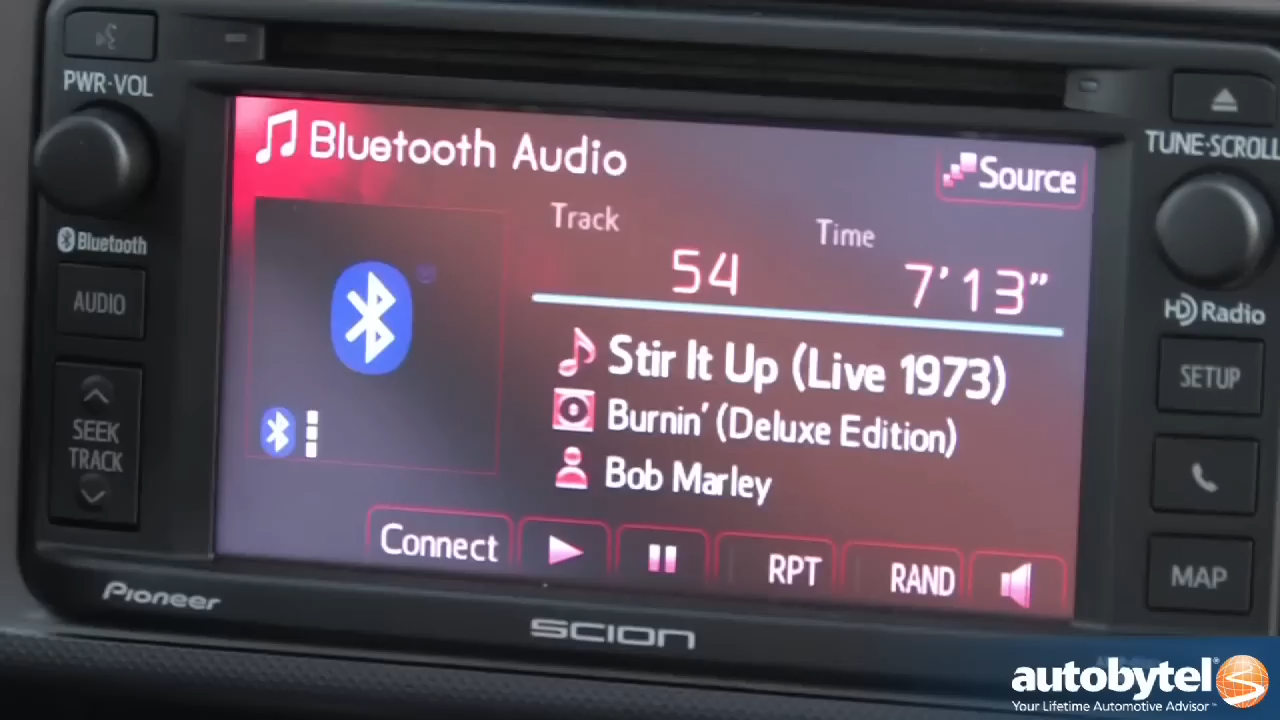 PWR·VOL
Bluetooth
AUDIO
SEEK
TRACK
Bluetooth Audio
Source
Track
Time
54
7'13"
Stir It Up (Live 1973)
Burnin' (Deluxe Edition)
Bob Marley
Connect
RPT
RAND
TUNE·SCROLL
HD Radio
SETUP
MAP
Pioneer
SCION
autobytel
Your Lifetime Automotive Advisor™